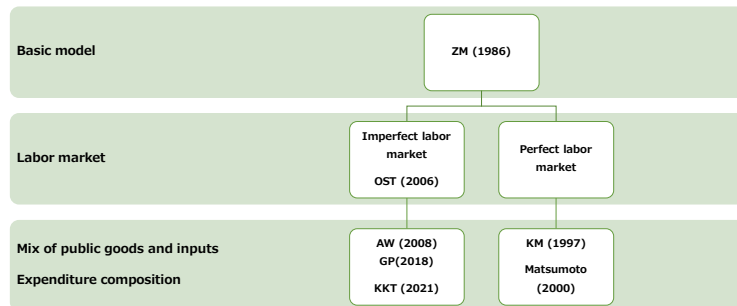 Basic model
ZM (1986)
Labor market
Imperfect labor
market
OST (2006)
Perfect labor
market
Mix of public goods and inputs
Expenditure composition
AW (2008)
GP(2018)
KKT (2021)
KM (1997)
Matsumoto
(2000)